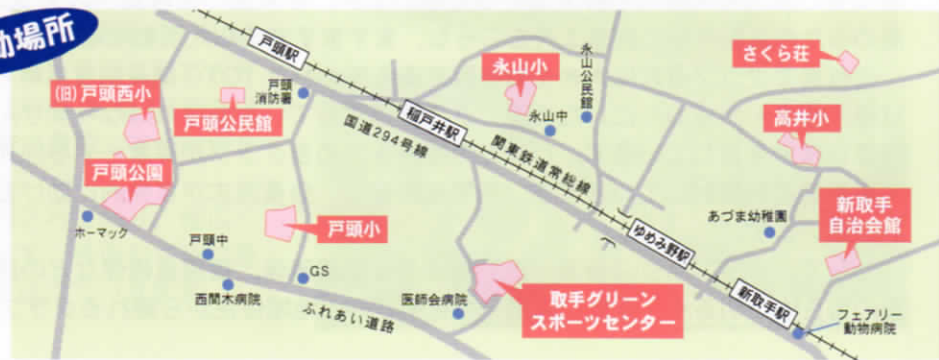 動場所
戸頭駅
戸頭
消防署
(旧)戸頭西小
戸頭公民館
戸頭公園
ホーマック
戸頭中
西間木病院
戸頭小
GS
ふれあい道路
国道294号線
稲戸井駅
関東鉄道常総線
永山小
永山中
永山公民館
さくら荘
高井小
あづま幼稚園
新取手
自治会館
ゆめみ野駅
新取手駅
フェアリー
動物病院
医師会病院
取手グリーン
スポーツセンター